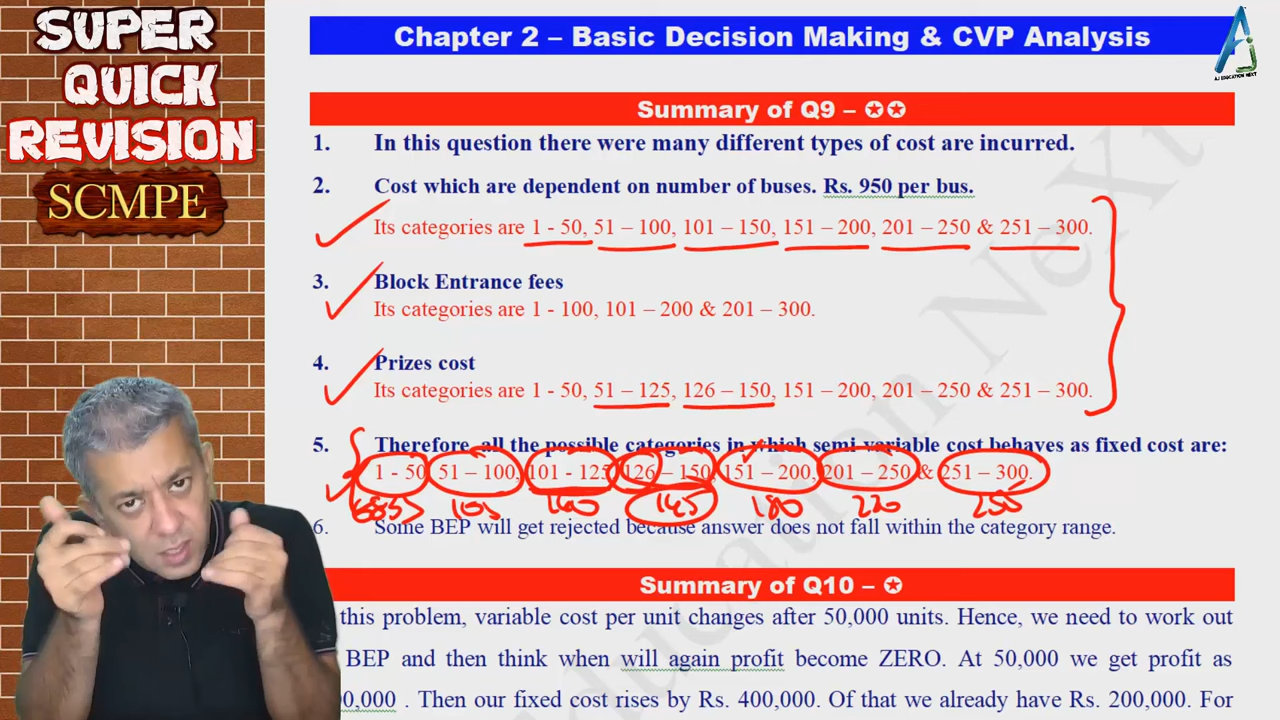 SUPER
QUICK
REVISION
SCMPE
Chapter 2 – Basic Decision Making & CVP Analysis
AJ EDUCATION NEXT
Summary of Q9 – ✪✪
1. In this question there were many different types of cost are incurred.
2. Cost which are dependent on number of buses. Rs. 950 per bus.
Its categories are 1 - 50, 51 – 100, 101 – 150, 151 – 200, 201 – 250 & 251 – 300.
3. Block Entrance fees
Its categories are 1 - 100, 101 – 200 & 201 – 300.
4. Prizes cost
Its categories are 1 - 50, 51 – 125, 126 – 150, 151 – 200, 201 – 250 & 251 – 300.
5. Therefore, all the possible categories in which semi variable cost behaves as fixed cost are:
1 - 50, 51 – 100, 101 - 125, 126 – 150, 151 – 200, 201 – 250 & 251 – 300.
145 180 220
6. Some BEP will get rejected because answer does not fall within the category range.
Summary of Q10 – ✪
this problem, variable cost per unit changes after 50,000 units. Hence, we need to work out
BEP and then think when will again profit become ZERO. At 50,000 we get profit as
00,000 . Then our fixed cost rises by Rs. 400,000. Of that we already have Rs. 200,000. For
Education Next